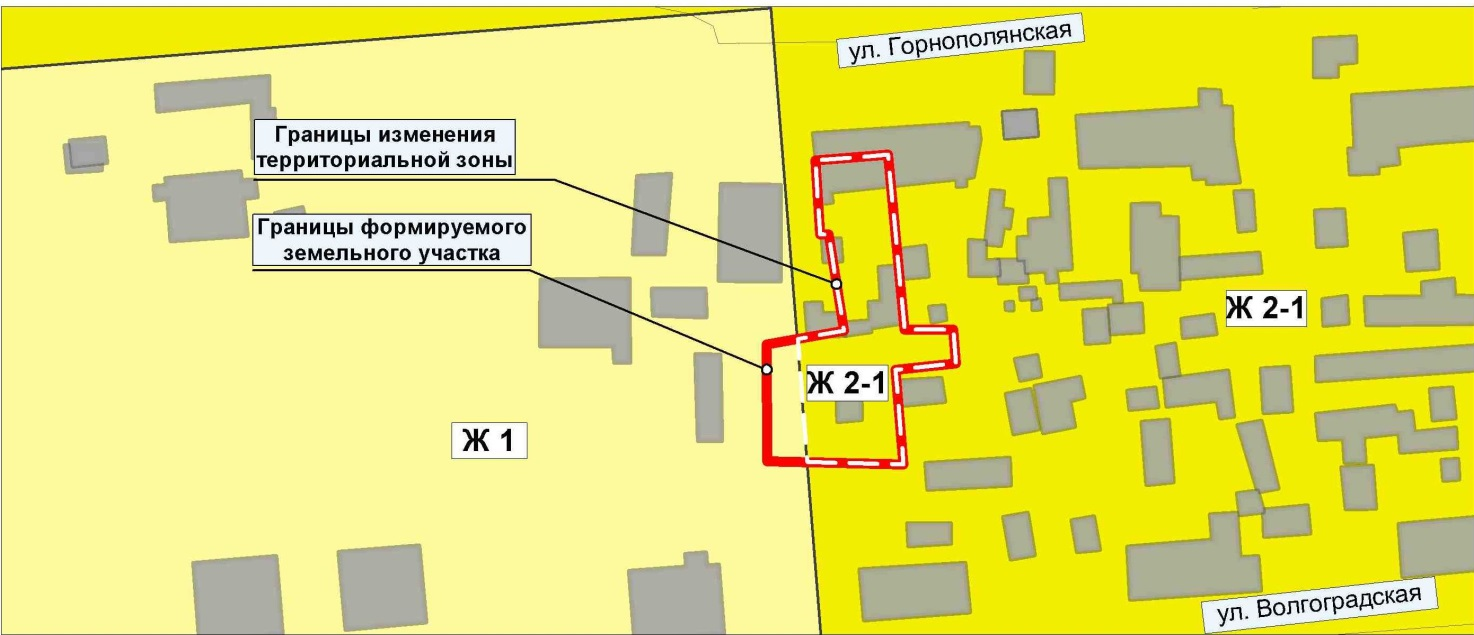 ул. Горнополянская
Границы изменения
территориальной зоны
Границы формируемого
земельного участка
Ж 2-1
Ж 2-1
Ж 1
ул. Волгоградская